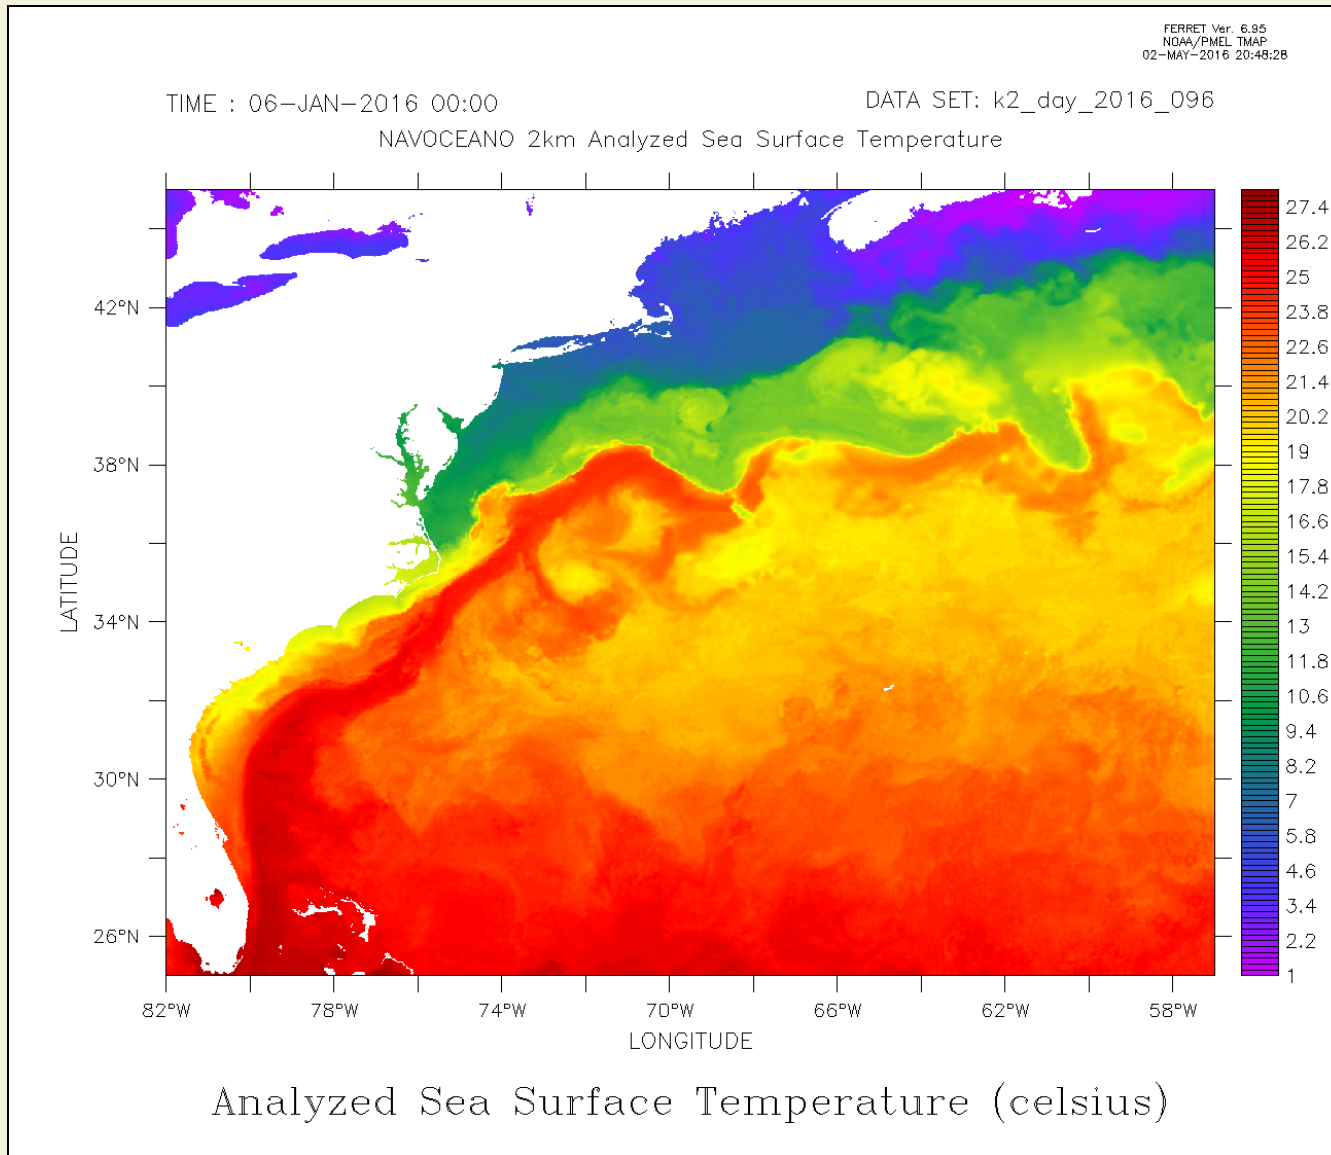 FERRET Ver. 6.95
NOAA/PMEL TMAP
02-MAY-2016 20:48:28
TIME : 06-JAN-2016 00:00
DATA SET: k2_day_2016_096
NAVOCEANO 2km Analyzed Sea Surface Temperature
42°N
38°N
34°N
30°N
26°N
LATITUDE
82°W
78°W
74°W
70°W
66°W
62°W
58°W
LONGITUDE
27.4
26.2
25
23.8
22.6
21.4
20.2
19
17.8
16.6
15.4
14.2
13
11.8
10.6
9.4
8.2
7
5.8
4.6
3.4
2.2
1
Analyzed Sea Surface Temperature (celsius)